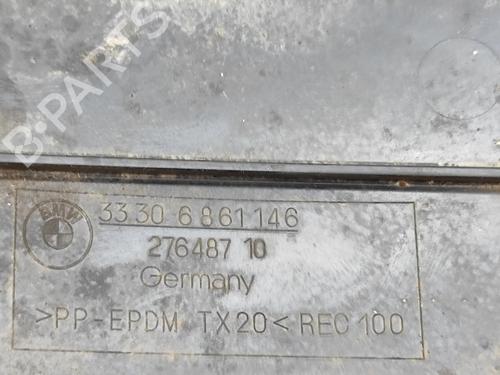 B-PARTS
BMW
33.30 6 861 146
276487 10
Germany
>PP-EPDM TX20< REC 100